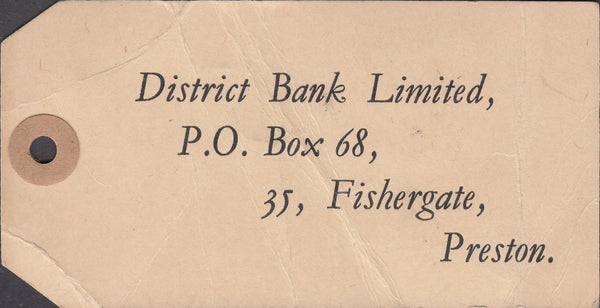 District Bank Limited,
P.O. Box 68,
35, Fishergate,
Preston.